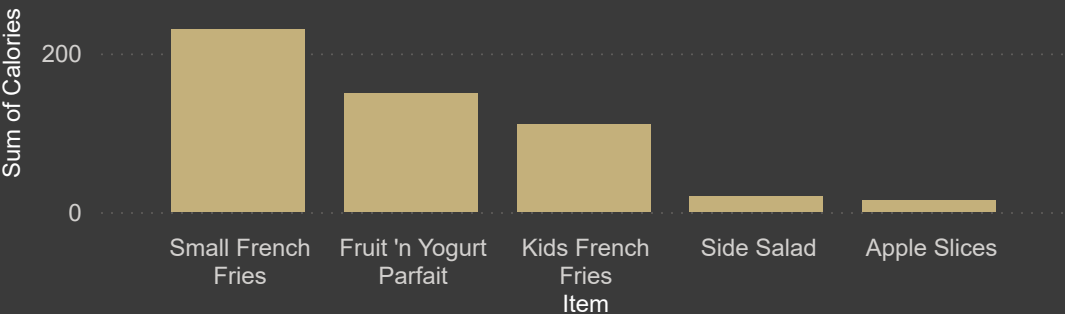 Sum of Calories
200
0
Small French
Fries
Fruit 'n Yogurt
Parfait
Kids French
Fries
Side Salad
Apple Slices
Item